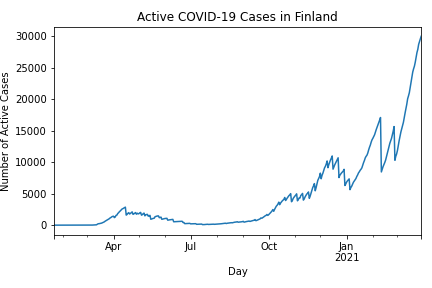 Active COVID-19 Cases in Finland
30000
25000
20000
15000
10000
5000
0
Number of Active Cases
Apr
Jul
Oct
Jan
2021
Day